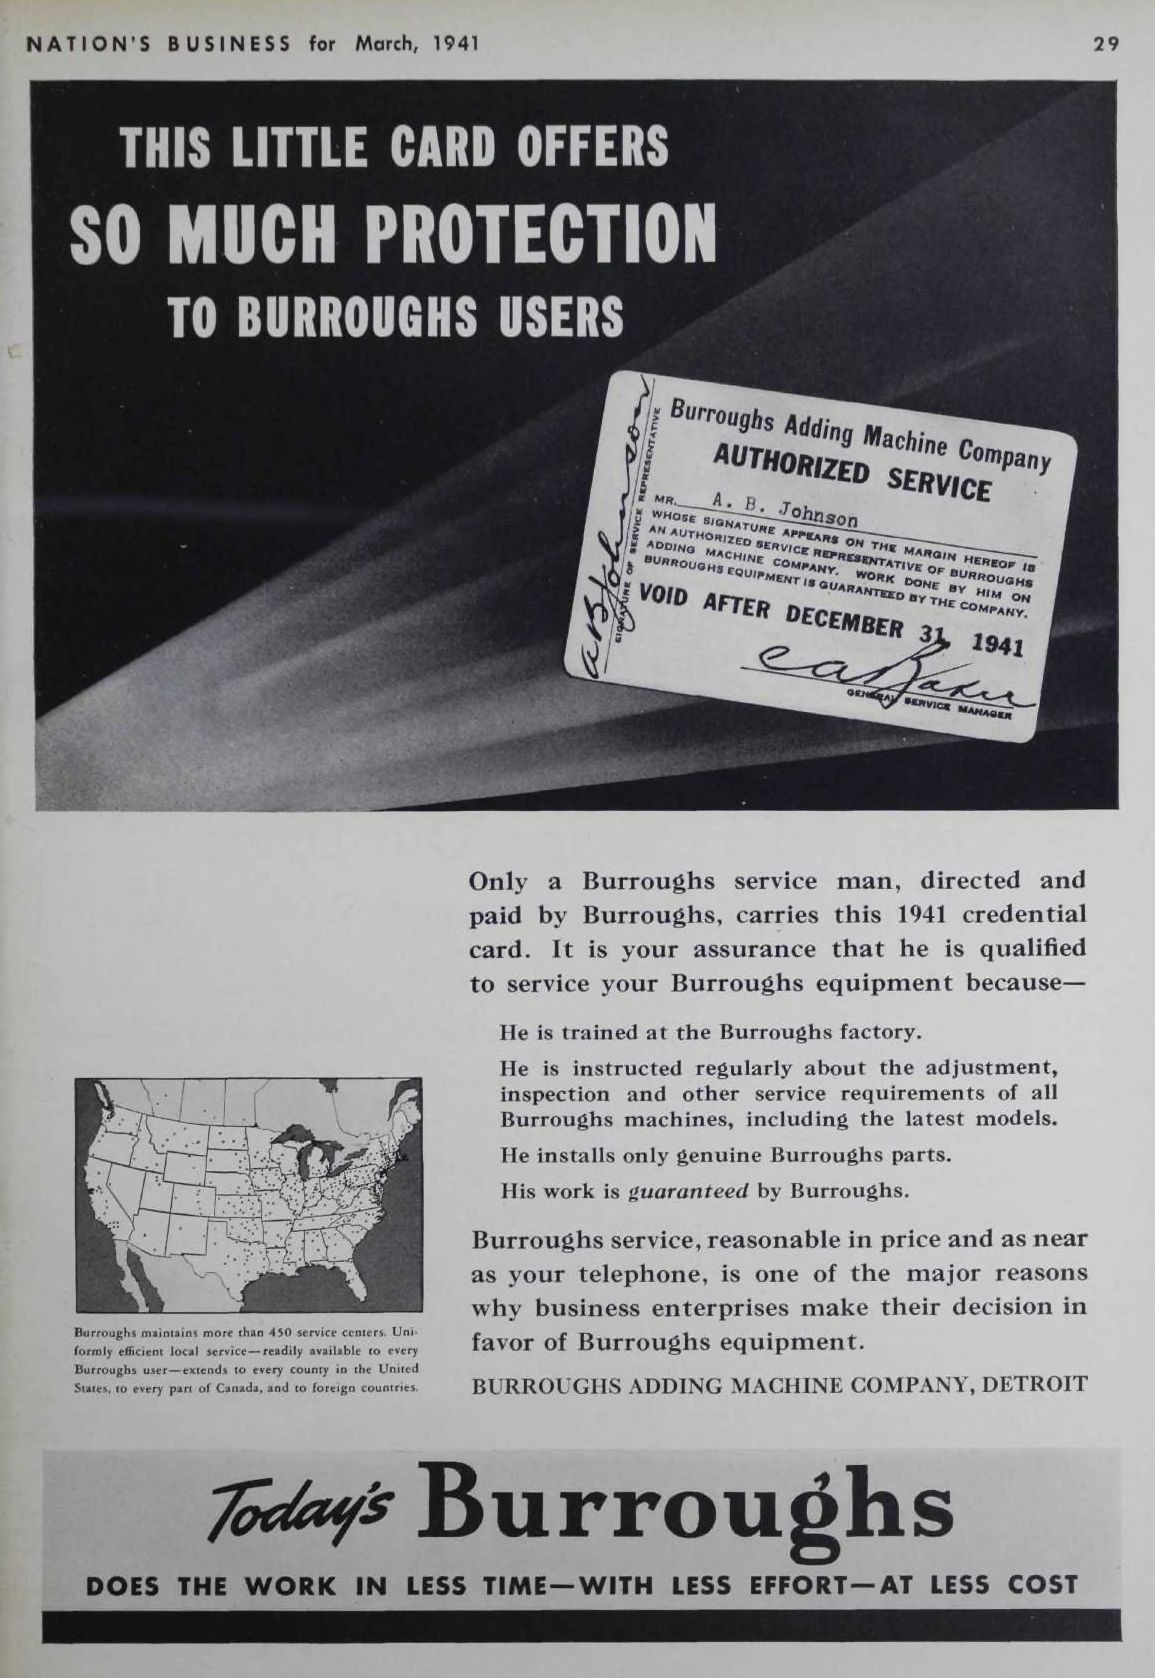 NATION'S BUSINESS for March, 1941
29
THIS LITTLE CARD OFFERS
SO MUCH PROTECTION
TO BURROUGHS USERS
A B Johnson
SIGNATURE OF SERVICE REPRESENTATIVE
Burroughs Adding Machine Company
AUTHORIZED SERVICE
MR. A. B. Johnson
WHOSE SIGNATURE APPEARS ON THE MARGIN HEREOF IS
AN AUTHORIZED SERVICE REPRESENTATIVE OF BURROUGHS
ADDING MACHINE COMPANY. WORK DONE BY HIM ON
BURROUGHS EQUIPMENT IS GUARANTEED BY THE COMPANY.
VOID AFTER DECEMBER 31, 1941
C A Baker
GENERAL SERVICE MANAGER
Only a Burroughs service man, directed and
paid by Burroughs, carries this 1941 credential
card. It is your assurance that he is qualified
to service your Burroughs equipment because—
He is trained at the Burroughs factory.
He is instructed regularly about the adjustment,
inspection and other service requirements of all
Burroughs machines, including the latest models.
He installs only genuine Burroughs parts.
His work is guaranteed by Burroughs.
Burroughs service, reasonable in price and as near
as your telephone, is one of the major reasons
why business enterprises make their decision in
favor of Burroughs equipment.
BURROUGHS ADDING MACHINE COMPANY, DETROIT
Burroughs maintains more than 450 service centers. Uni-
formly efficient local service—readily available to every
Burroughs user—extends to every county in the United
States, to every part of Canada, and to foreign countries.
Today's Burroughs
DOES THE WORK IN LESS TIME—WITH LESS EFFORT—AT LESS COST